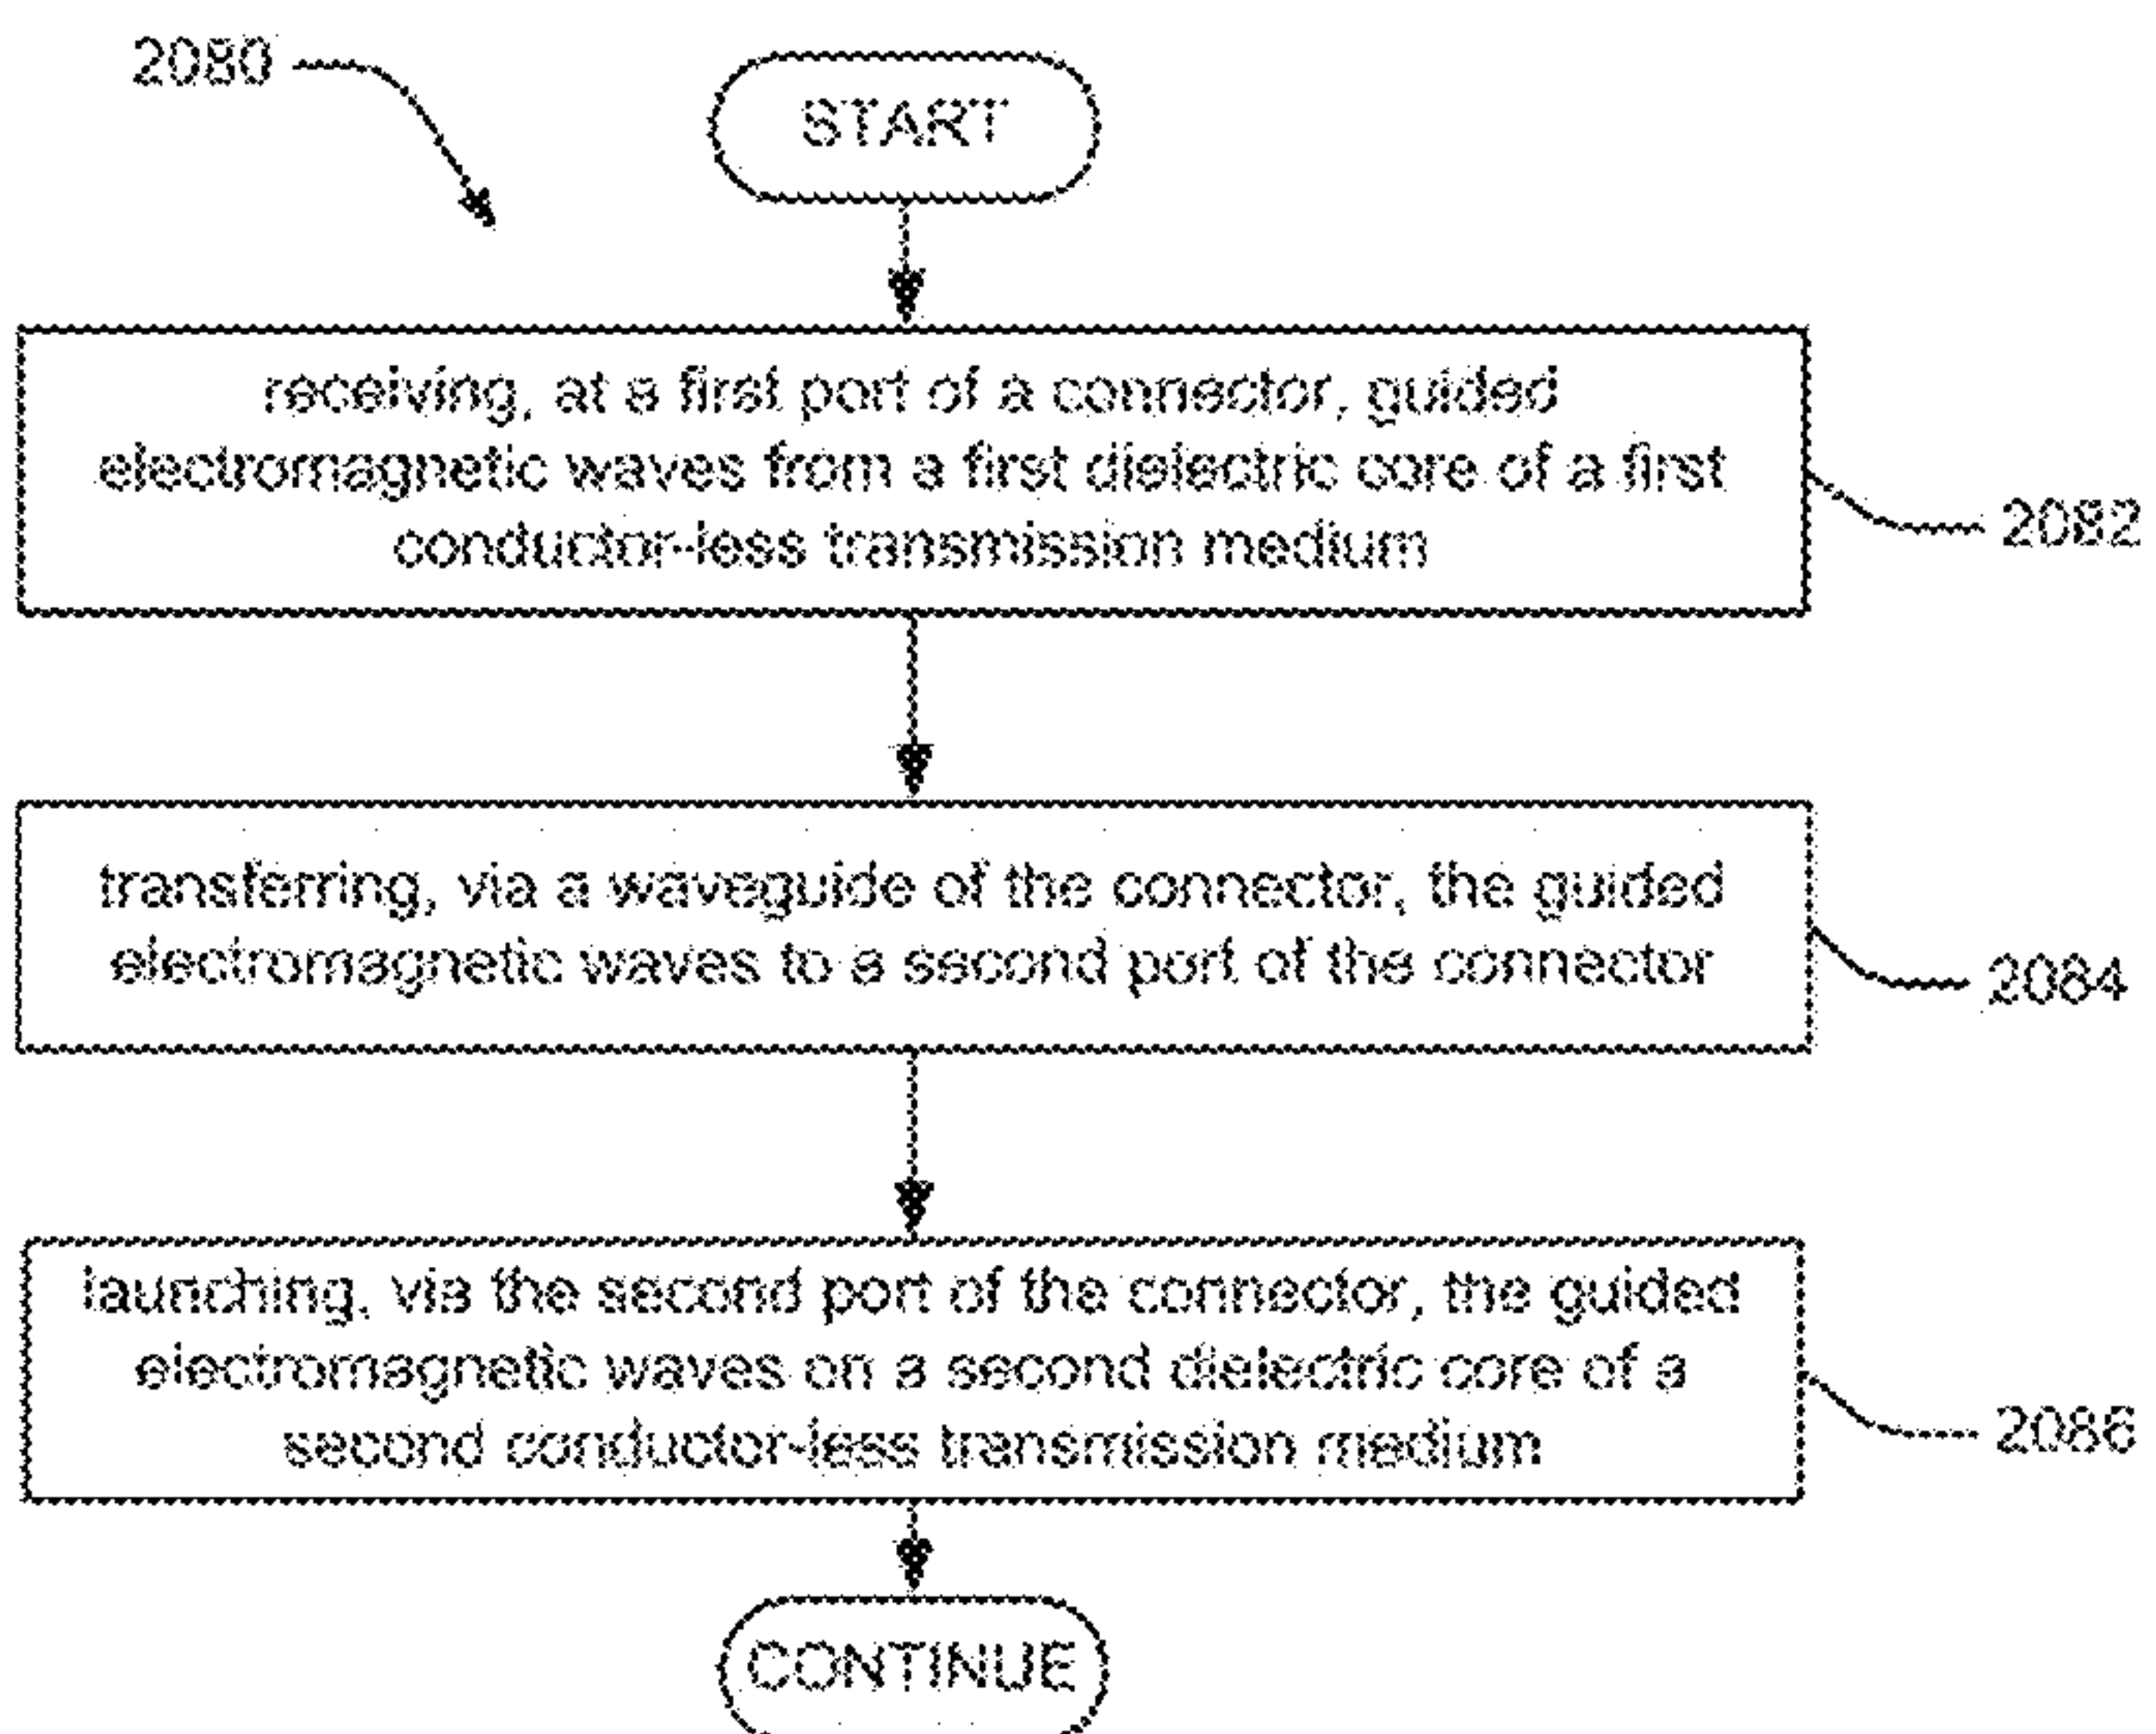 2080
START
receiving, at a first port of a connector, guided
electromagnetic waves from a first dielectric core of a first
conductor-less transmission medium
2082
transferring, via a waveguide of the connector, the guided
electromagnetic waves to a second port of the connector
2084
launching, via the second port of the connector, the guided
electromagnetic waves on a second dielectric core of a
second conductor-less transmission medium
2086
CONTINUE